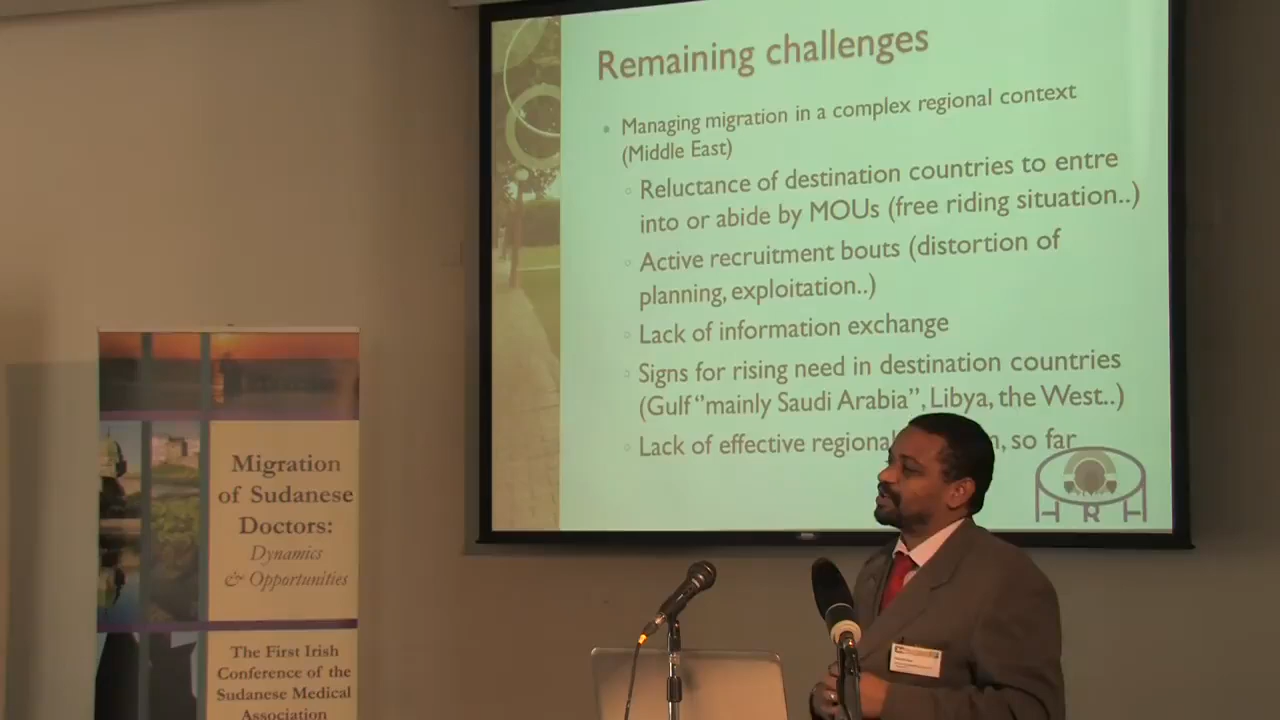 Remaining challenges
• Managing migration in a complex regional context
(Middle East)
◦ Reluctance of destination countries to entre
into or abide by MOUs (free riding situation..)
◦ Active recruitment bouts (distortion of
planning, exploitation..)
◦ Lack of information exchange
◦ Signs for rising need in destination countries
(Gulf “mainly Saudi Arabia”, Libya, the West..)
◦ Lack of effective regional , so far
H R H
Migration
of Sudanese
Doctors:
Dynamics
& Opportunities
The First Irish
Conference of the
Sudanese Medical
Association